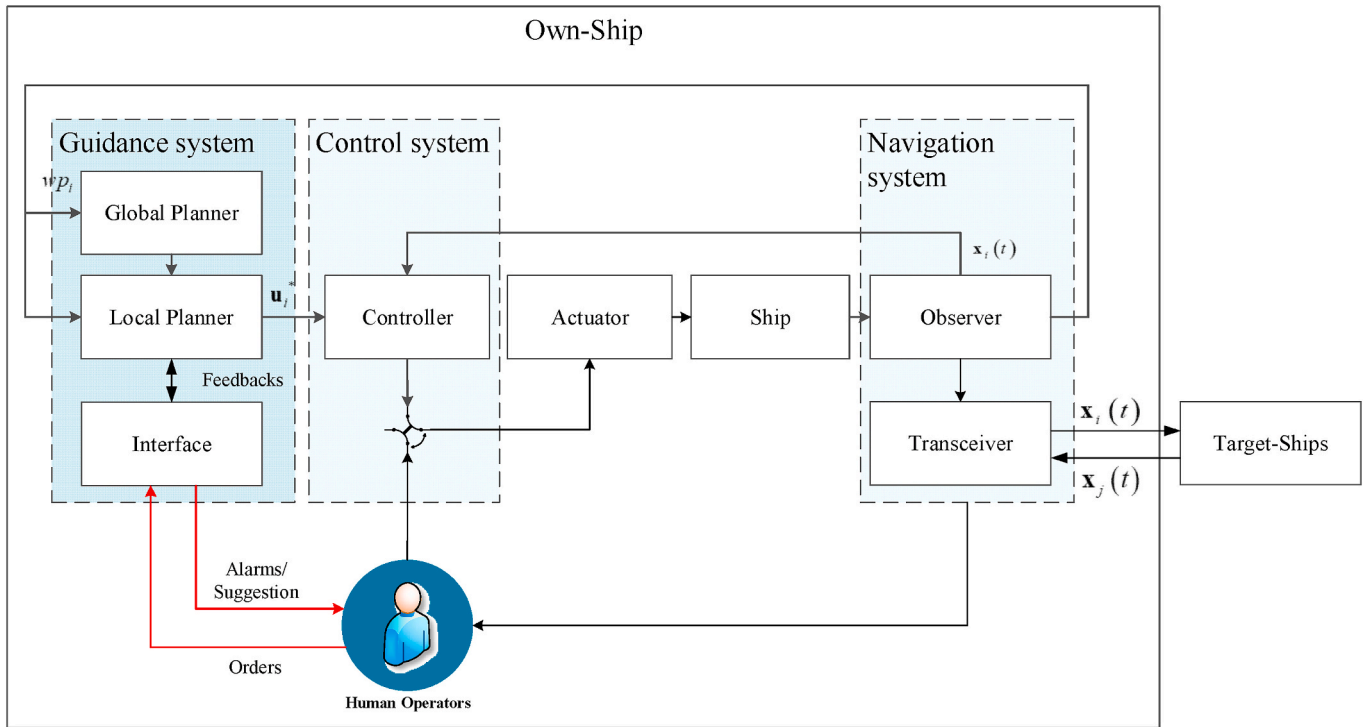 Own-Ship
Guidance system
Control system
Navigation
system
wp_i
Global Planner
x_i(t)
Local Planner
u_i*
Controller
Actuator
Ship
Observer
Feedbacks
Interface
Transceiver
x_i(t)
x_j(t)
Target-Ships
Alarms/
Suggestion
Orders
Human Operators